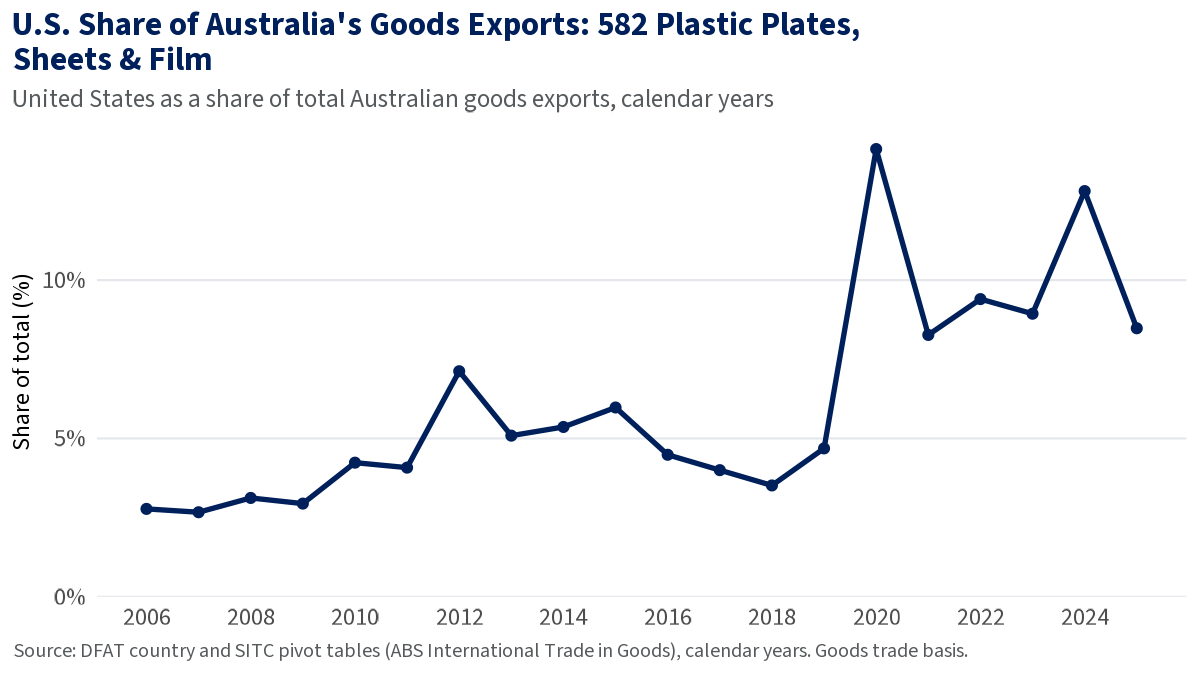 U.S. Share of Australia's Goods Exports: 582 Plastic Plates,
Sheets & Film
United States as a share of total Australian goods exports, calendar years
Share of total (%)
10%
5%
0%
2006 2008 2010 2012 2014 2016 2018 2020 2022 2024
Source: DFAT country and SITC pivot tables (ABS International Trade in Goods), calendar years. Goods trade basis.